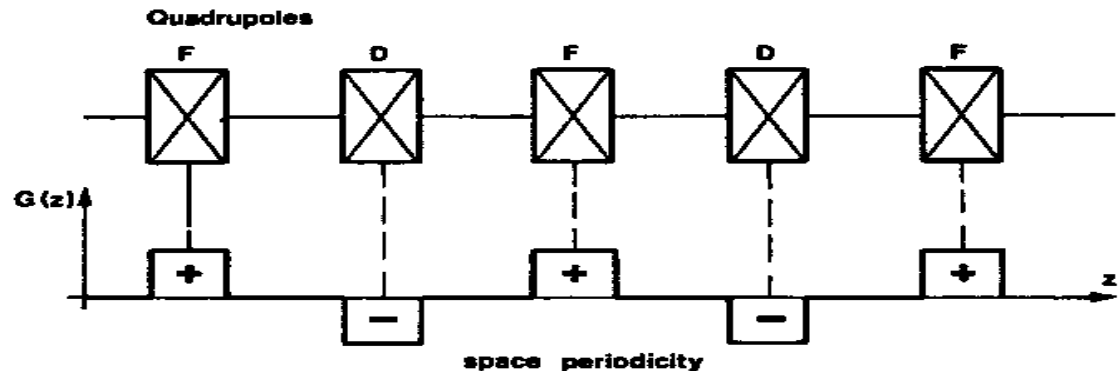 Quadrupoles
F D F D F
G(z)
+ + +
z
− −
space periodicity